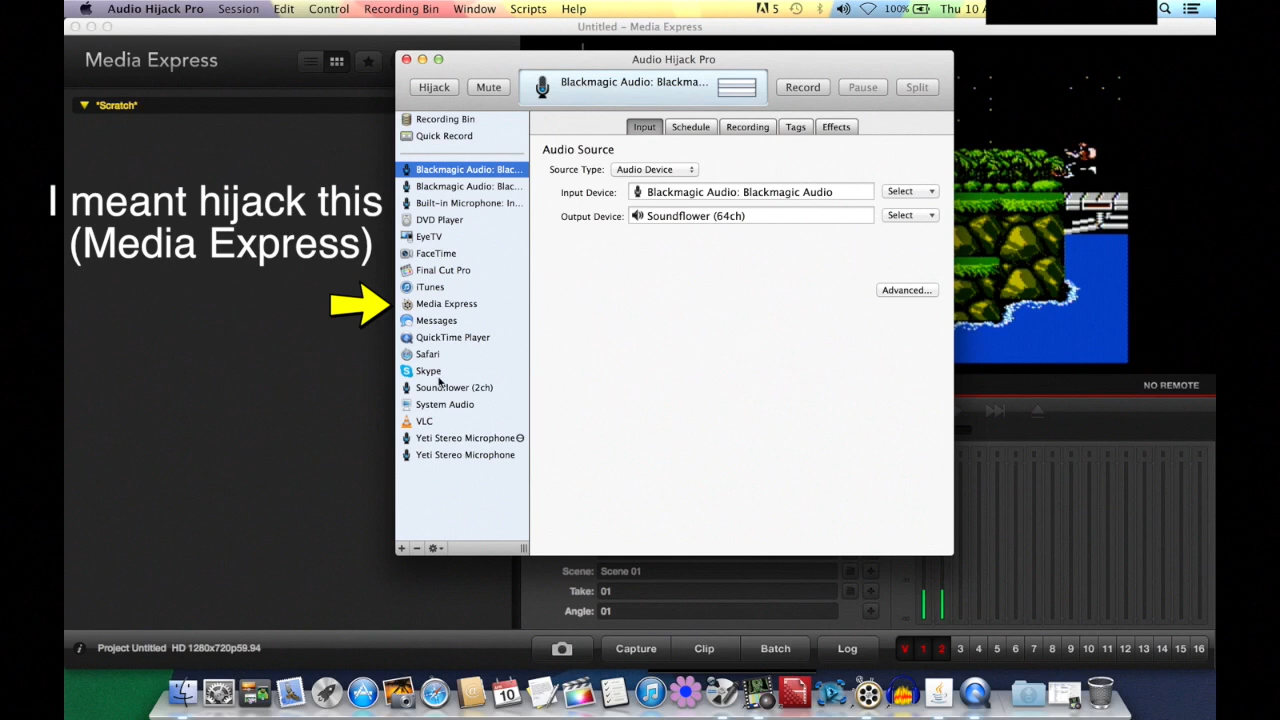 Audio Hijack Pro Session Edit Control Recording Bin Window Scripts Help
5 100% Thu 10
Untitled - Media Express
Media Express
*Scratch*
Audio Hijack Pro
Hijack Mute Blackmagic Audio: Blackma... Record Pause Split
Recording Bin
Quick Record
Blackmagic Audio: Blac...
Blackmagic Audio: Blac...
Built-in Microphone: In...
DVD Player
EyeTV
FaceTime
Final Cut Pro
iTunes
Media Express
Messages
QuickTime Player
Safari
Skype
Soundflower (2ch)
System Audio
VLC
Yeti Stereo Microphone
Yeti Stereo Microphone
Input Schedule Recording Tags Effects
Audio Source
Source Type: Audio Device
Input Device: Blackmagic Audio: Blackmagic Audio Select
Output Device: Soundflower (64ch) Select
Advanced...
I meant hijack this
(Media Express)
NO REMOTE
Scene: Scene 01
Take: 01
Angle: 01
Project Untitled HD 1280x720p59.94
Capture Clip Batch Log V 1 2 3 4 5 6 7 8 9 10 11 12 13 14 15 16
10